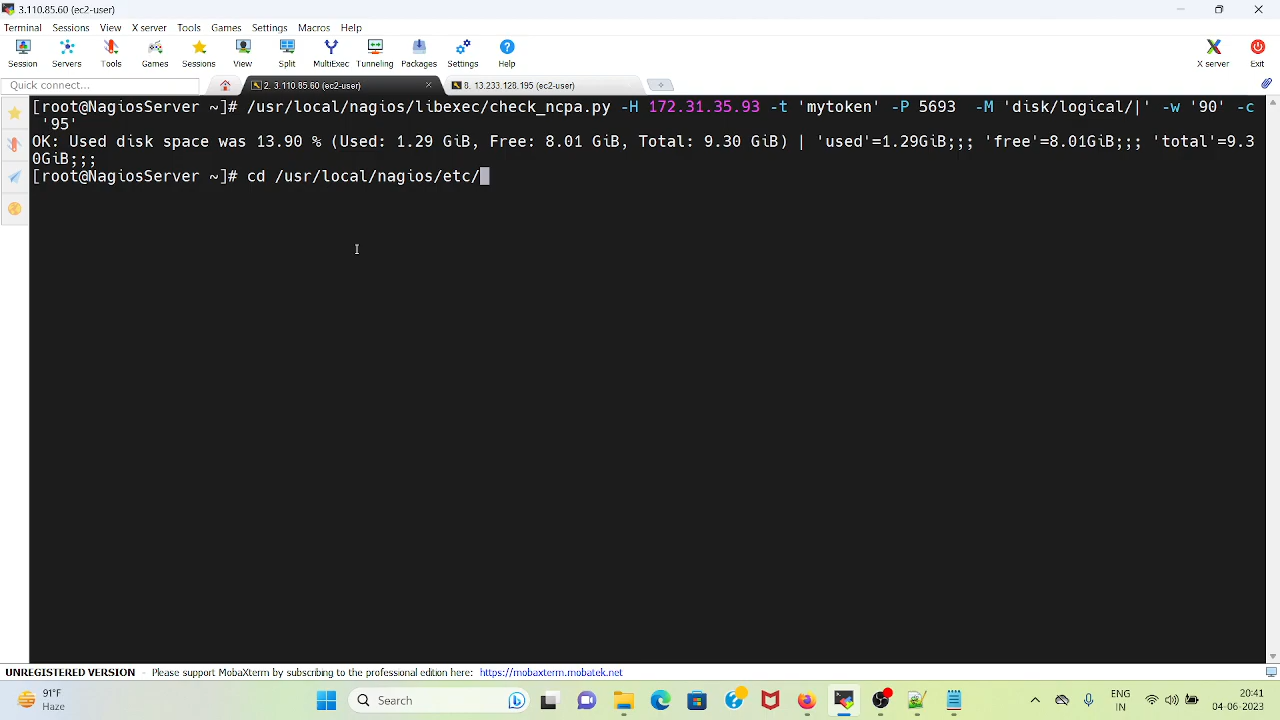 3.110.85.60 (ec2-user)
Terminal Sessions View X server Tools Games Settings Macros Help
Session Servers Tools Games Sessions View Split MultiExec Tunneling Packages Settings Help X server Exit
Quick connect... 2. 3.110.85.60 (ec2-user) 8. 13.233.128.195 (ec2-user)
[root@NagiosServer ~]# /usr/local/nagios/libexec/check_ncpa.py -H 172.31.35.93 -t 'mytoken' -P 5693  -M 'disk/logical/|' -w '90' -c
'95'
OK: Used disk space was 13.90 % (Used: 1.29 GiB, Free: 8.01 GiB, Total: 9.30 GiB) | 'used'=1.29GiB;;; 'free'=8.01GiB;;; 'total'=9.3
0GiB;;;
[root@NagiosServer ~]# cd /usr/local/nagios/etc/
UNREGISTERED VERSION - Please support MobaXterm by subscribing to the professional edition here: https://mobaxterm.mobatek.net
91°F
Haze
Search
ENG
IN
20:41
04-06-2023